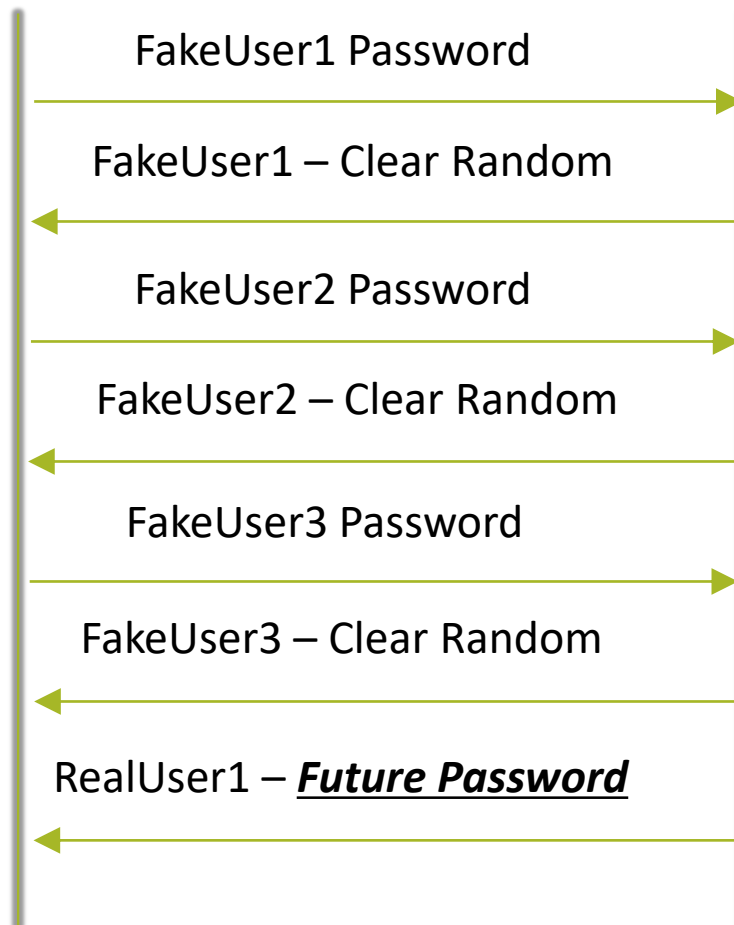 FakeUser1 Password
FakeUser1 – Clear Random
FakeUser2 Password
FakeUser2 – Clear Random
FakeUser3 Password
FakeUser3 – Clear Random
RealUser1 – Future Password